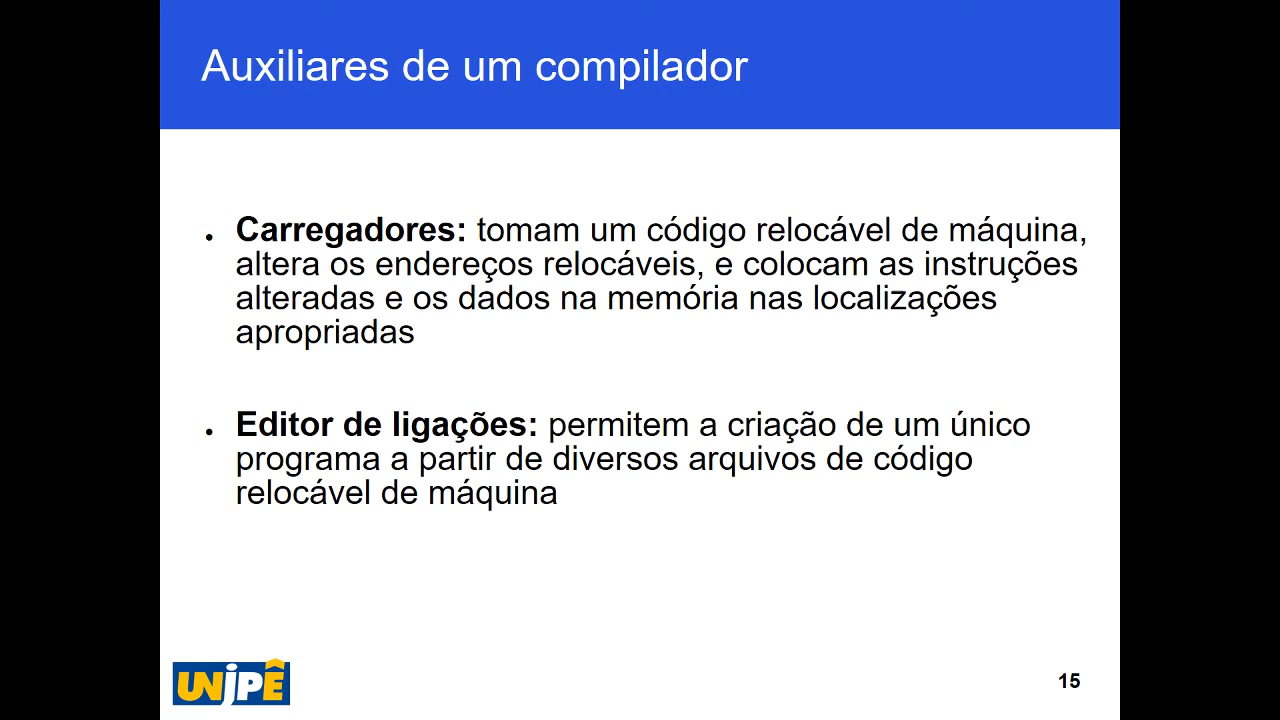 Auxiliares de um compilador
● Carregadores: tomam um código relocável de máquina,
altera os endereços relocáveis, e colocam as instruções
alteradas e os dados na memória nas localizações
apropriadas
● Editor de ligações: permitem a criação de um único
programa a partir de diversos arquivos de código
relocável de máquina
UNIPÊ
15